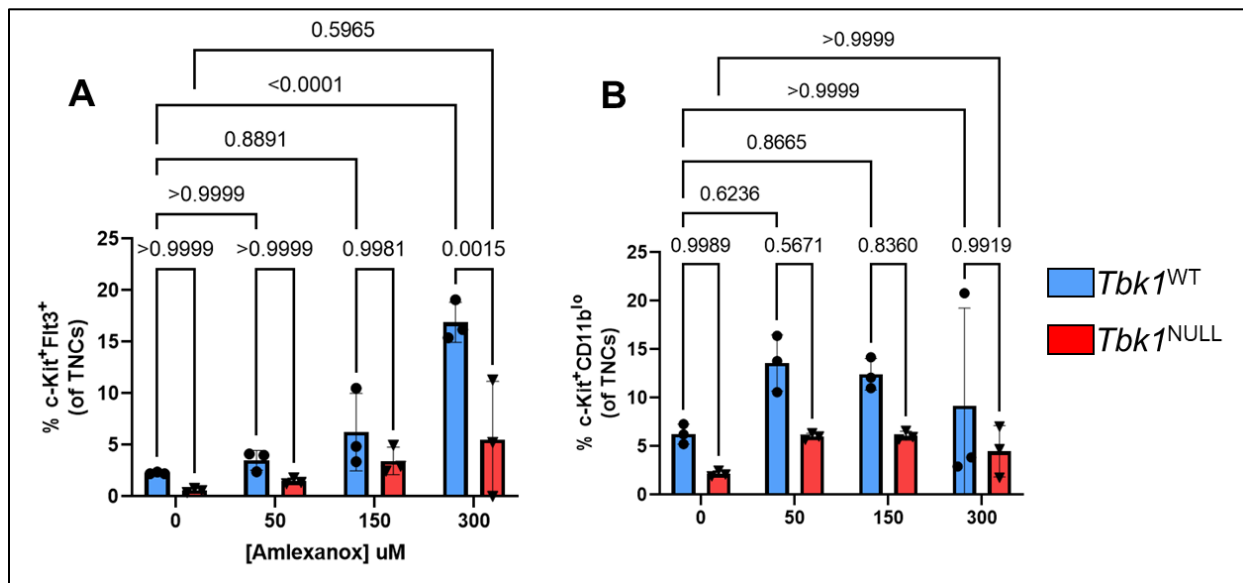 A
0.5965
<0.0001
0.8891
>0.9999
>0.9999 >0.9999 0.9981 0.0015
25
20
15
10
5
0
% c-Kit⁺Flt3⁺
(of TNCs)
0 50 150 300
[Amlexanox] uM
B
>0.9999
>0.9999
0.8665
0.6236
0.9989 0.5671 0.8360 0.9919
25
20
15
10
5
0
% c-Kit⁺CD11bˡᵒ
(of TNCs)
0 50 150 300
Tbk1ᵂᵀ
Tbk1ᴺᵁᴸᴸ